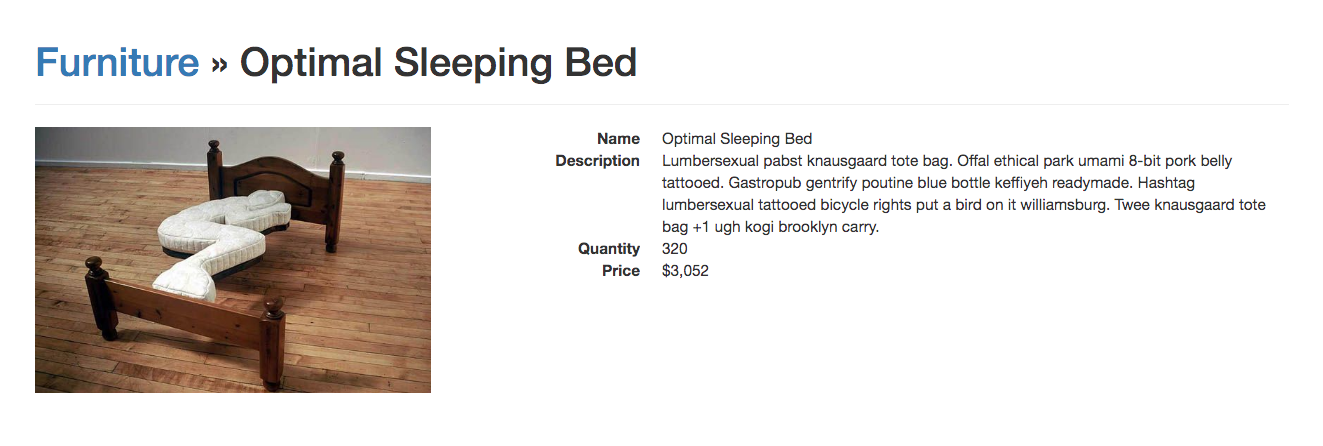 Furniture » Optimal Sleeping Bed
Name Optimal Sleeping Bed
Description Lumbersexual pabst knausgaard tote bag. Offal ethical park umami 8-bit pork belly
tattooed. Gastropub gentrify poutine blue bottle keffiyeh readymade. Hashtag
lumbersexual tattooed bicycle rights put a bird on it williamsburg. Twee knausgaard tote
bag +1 ugh kogi brooklyn carry.
Quantity 320
Price $3,052